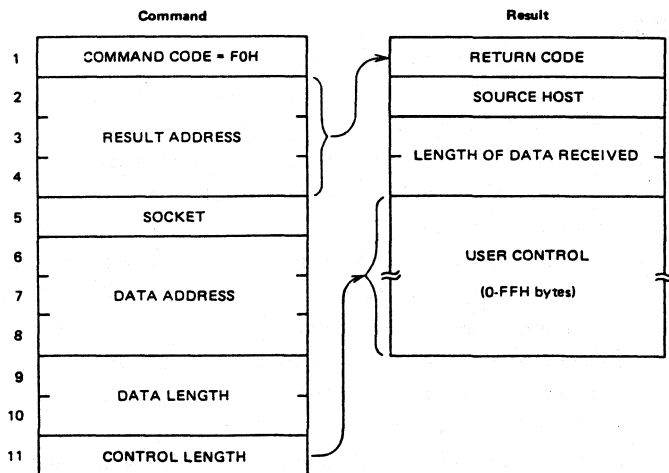 Command
Result
1 COMMAND CODE = F0H
RETURN CODE
2
SOURCE HOST
3 RESULT ADDRESS
LENGTH OF DATA RECEIVED
4
5 SOCKET
6
USER CONTROL
7 DATA ADDRESS
(0-FFH bytes)
8
9
DATA LENGTH
10
11 CONTROL LENGTH